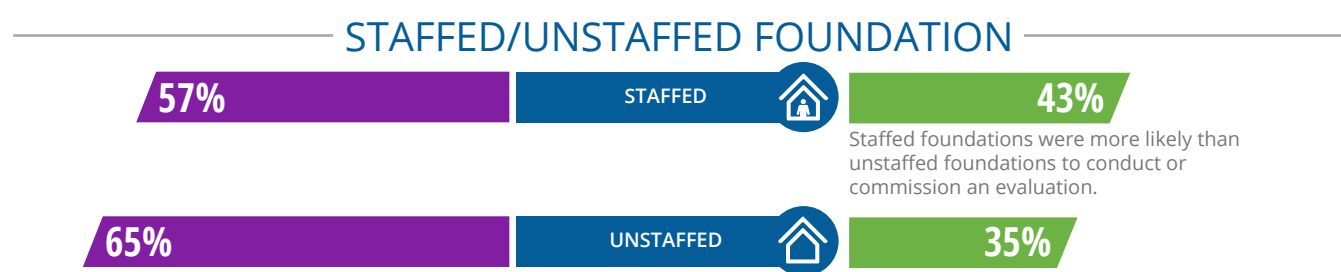 STAFFED/UNSTAFFED FOUNDATION
57%
STAFFED
43%
Staffed foundations were more likely than
unstaffed foundations to conduct or
commission an evaluation.
65%
UNSTAFFED
35%